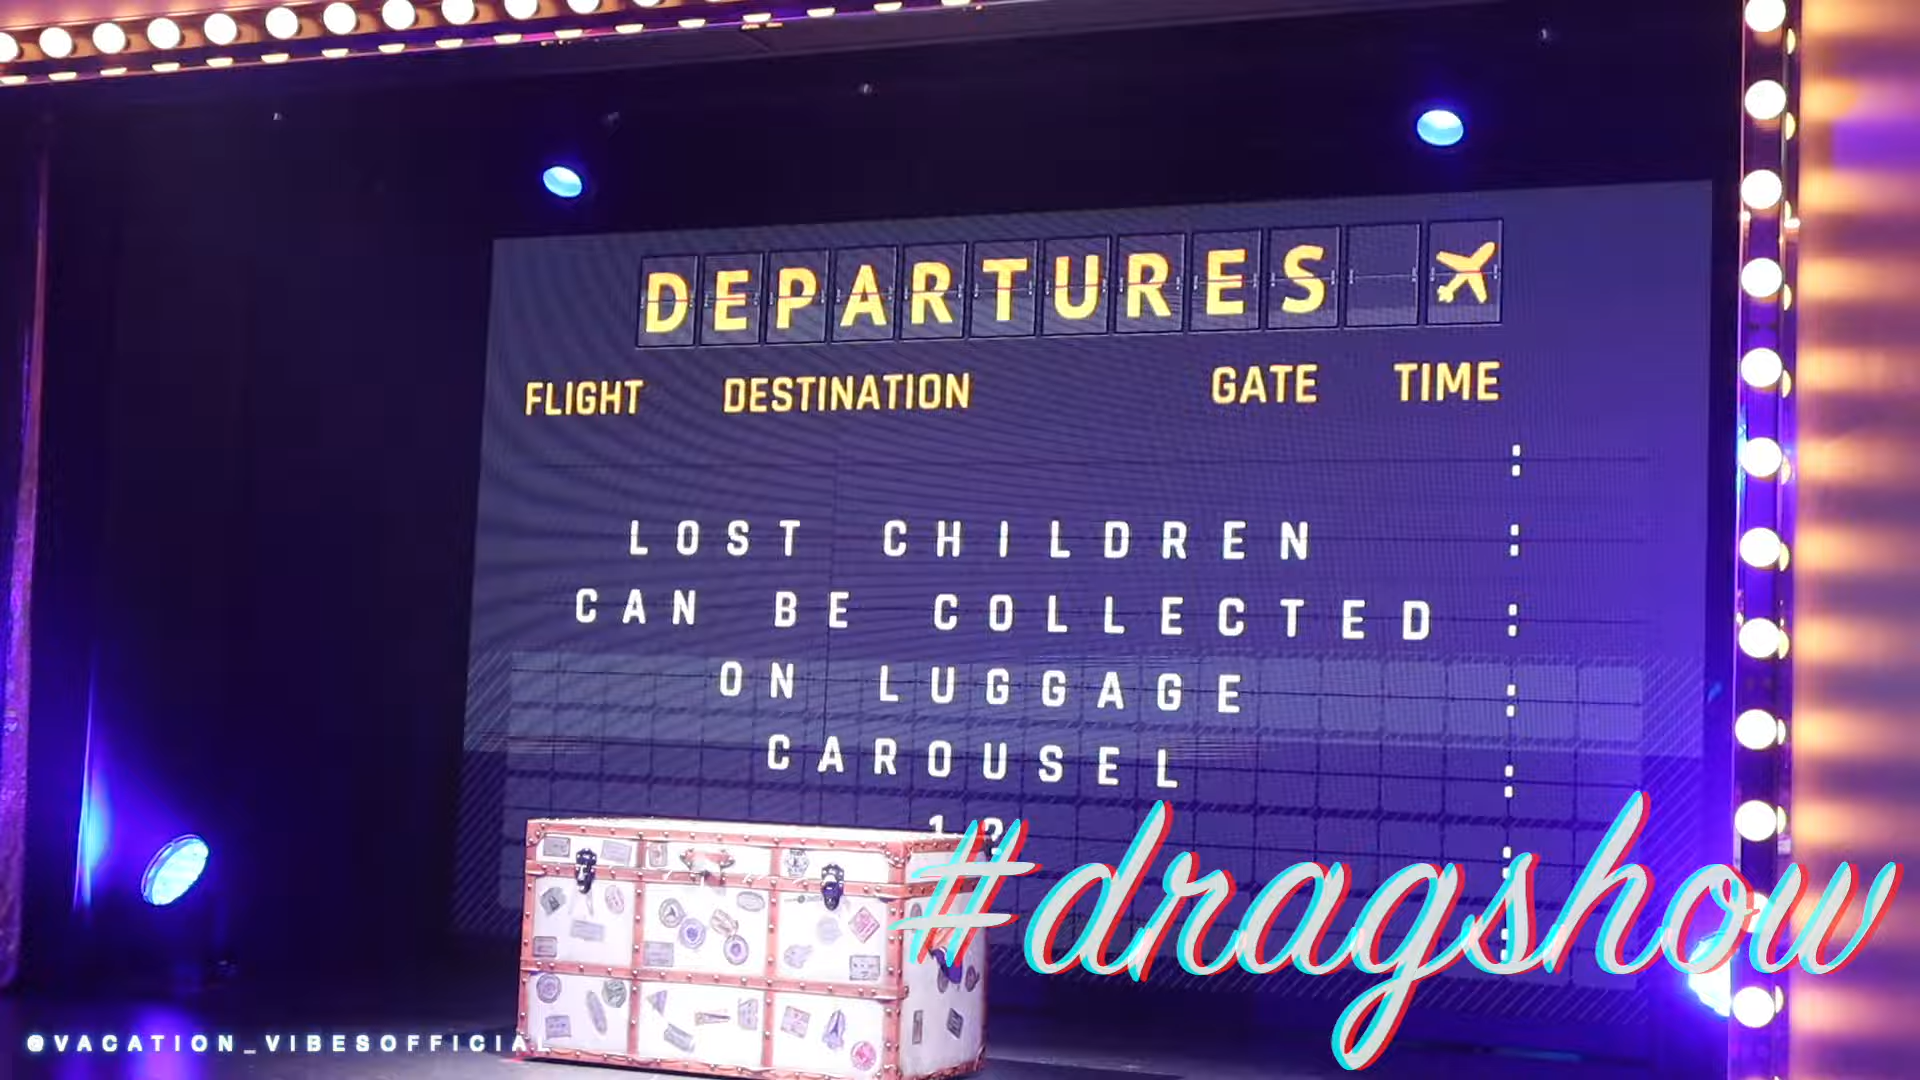 DEPARTURES
FLIGHT DESTINATION GATE TIME
LOST CHILDREN
CAN BE COLLECTED
ON LUGGAGE
CAROUSEL
#dragshow
@VACATION_VIBESOFFICIAL